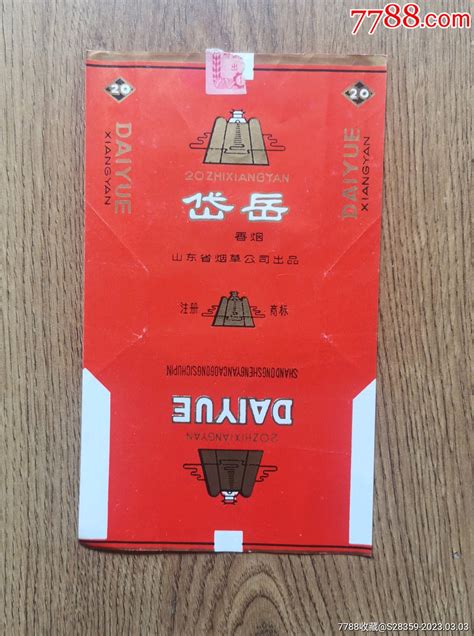 7788.com
出
20
20
DAIYUE
XIANGYAN
DAIYUE
XIANGYAN
20ZHIXIANGYAN
岱岳
香烟
山东省烟草公司出品
注册 商标
SHANDONGSHENGYANCAOGONGSICHUPIN
DAIYUE
20ZHIXIANGYAN
7788收藏@S28359·2023.03.03